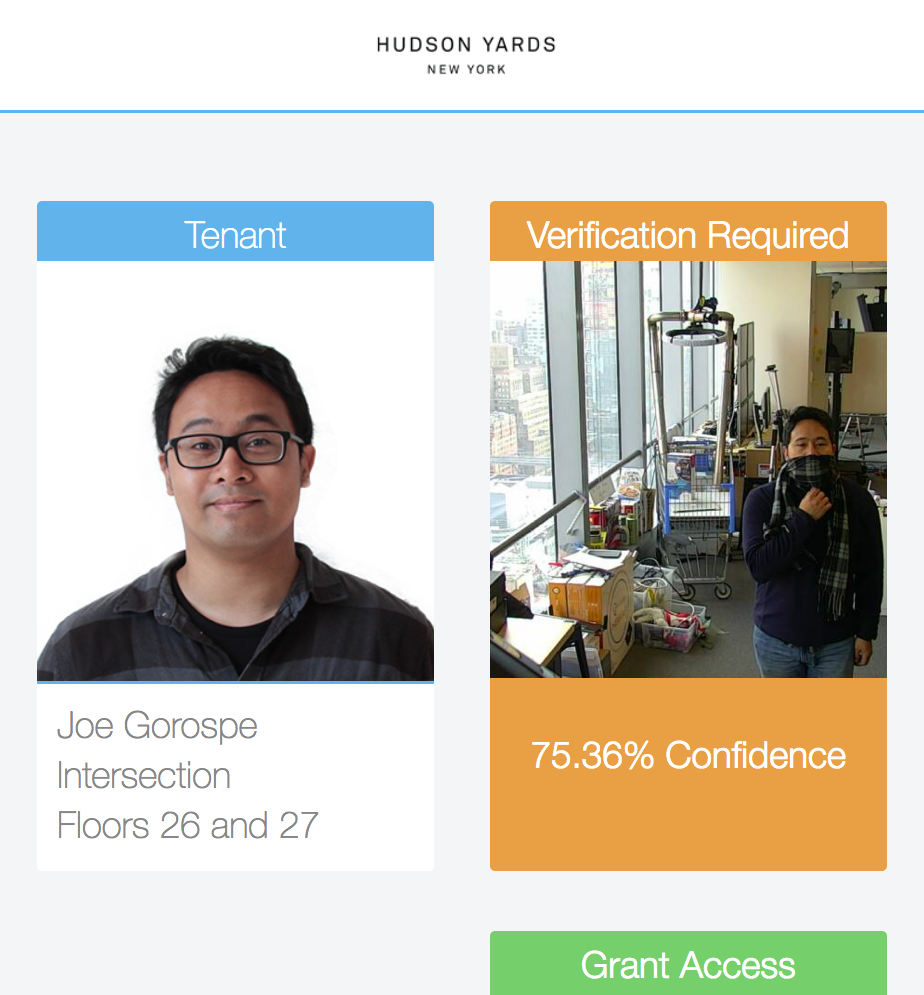 HUDSON YARDS
NEW YORK
Tenant
Joe Gorospe
Intersection
Floors 26 and 27
Verification Required
75.36% Confidence
Grant Access